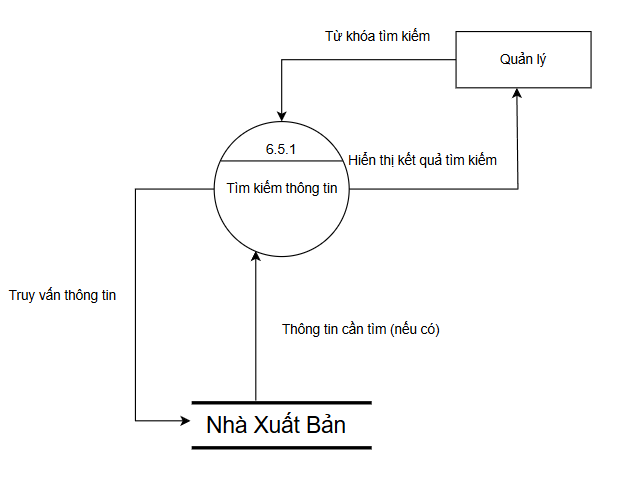 Từ khóa tìm kiếm
Quản lý
6.5.1
Hiển thị kết quả tìm kiếm
Tìm kiếm thông tin
Truy vấn thông tin
Thông tin cần tìm (nếu có)
Nhà Xuất Bản